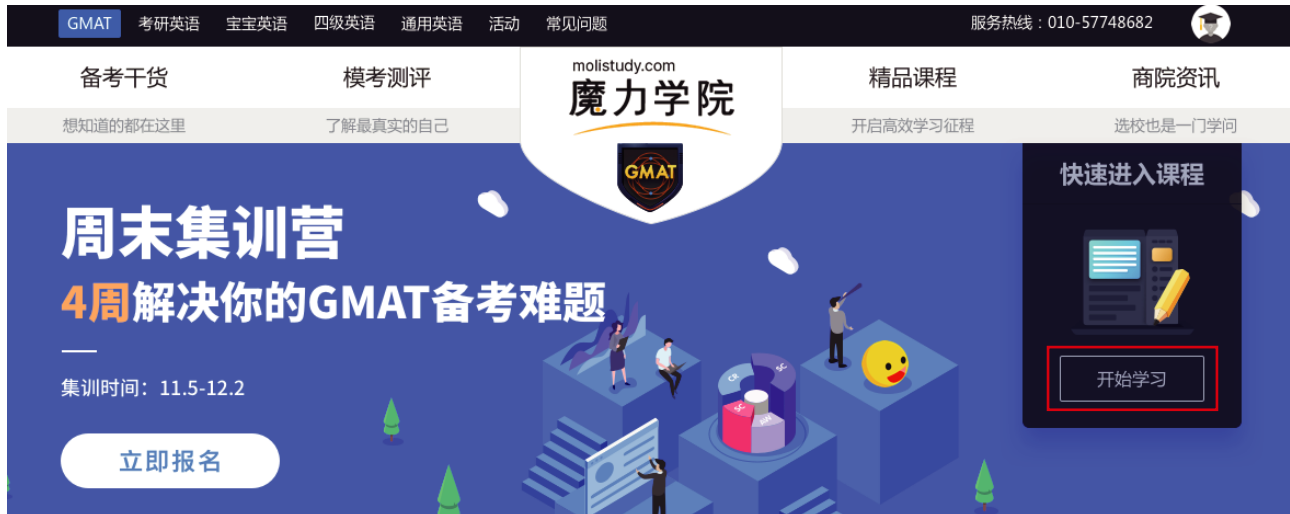 GMAT 考研英语 宝宝英语 四级英语 通用英语 活动 常见问题 服务热线：010-57748682
备考干货 模考测评 molistudy.com 精品课程 商院资讯
魔力学院
想知道的都在这里 了解最真实的自己 开启高效学习征程 选校也是一门学问
GMAT
快速进入课程
周末集训营
4周解决你的GMAT备考难题
集训时间：11.5-12.2
开始学习
立即报名
CR
SC
SC
AW